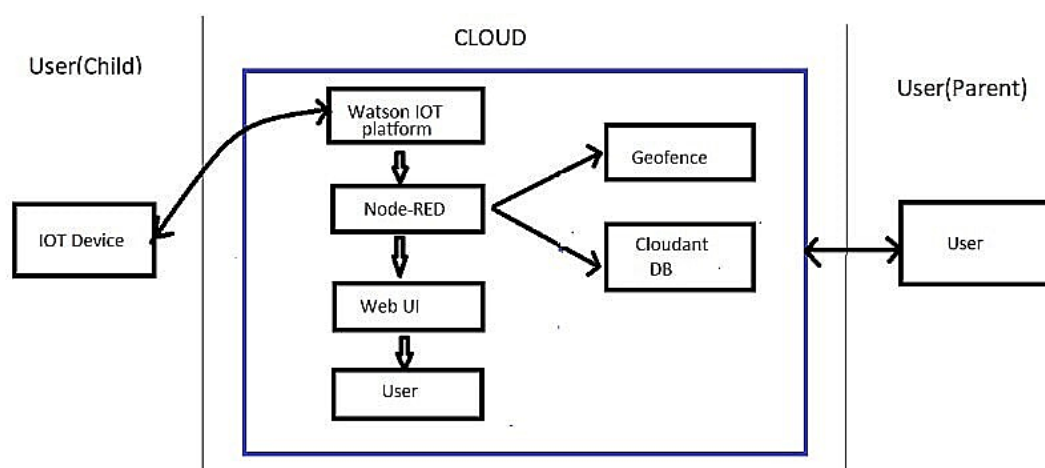 User(Child)
CLOUD
User(Parent)
Watson IOT
platform
Geofence
Node-RED
IOT Device
Cloudant
DB
User
Web UI
User